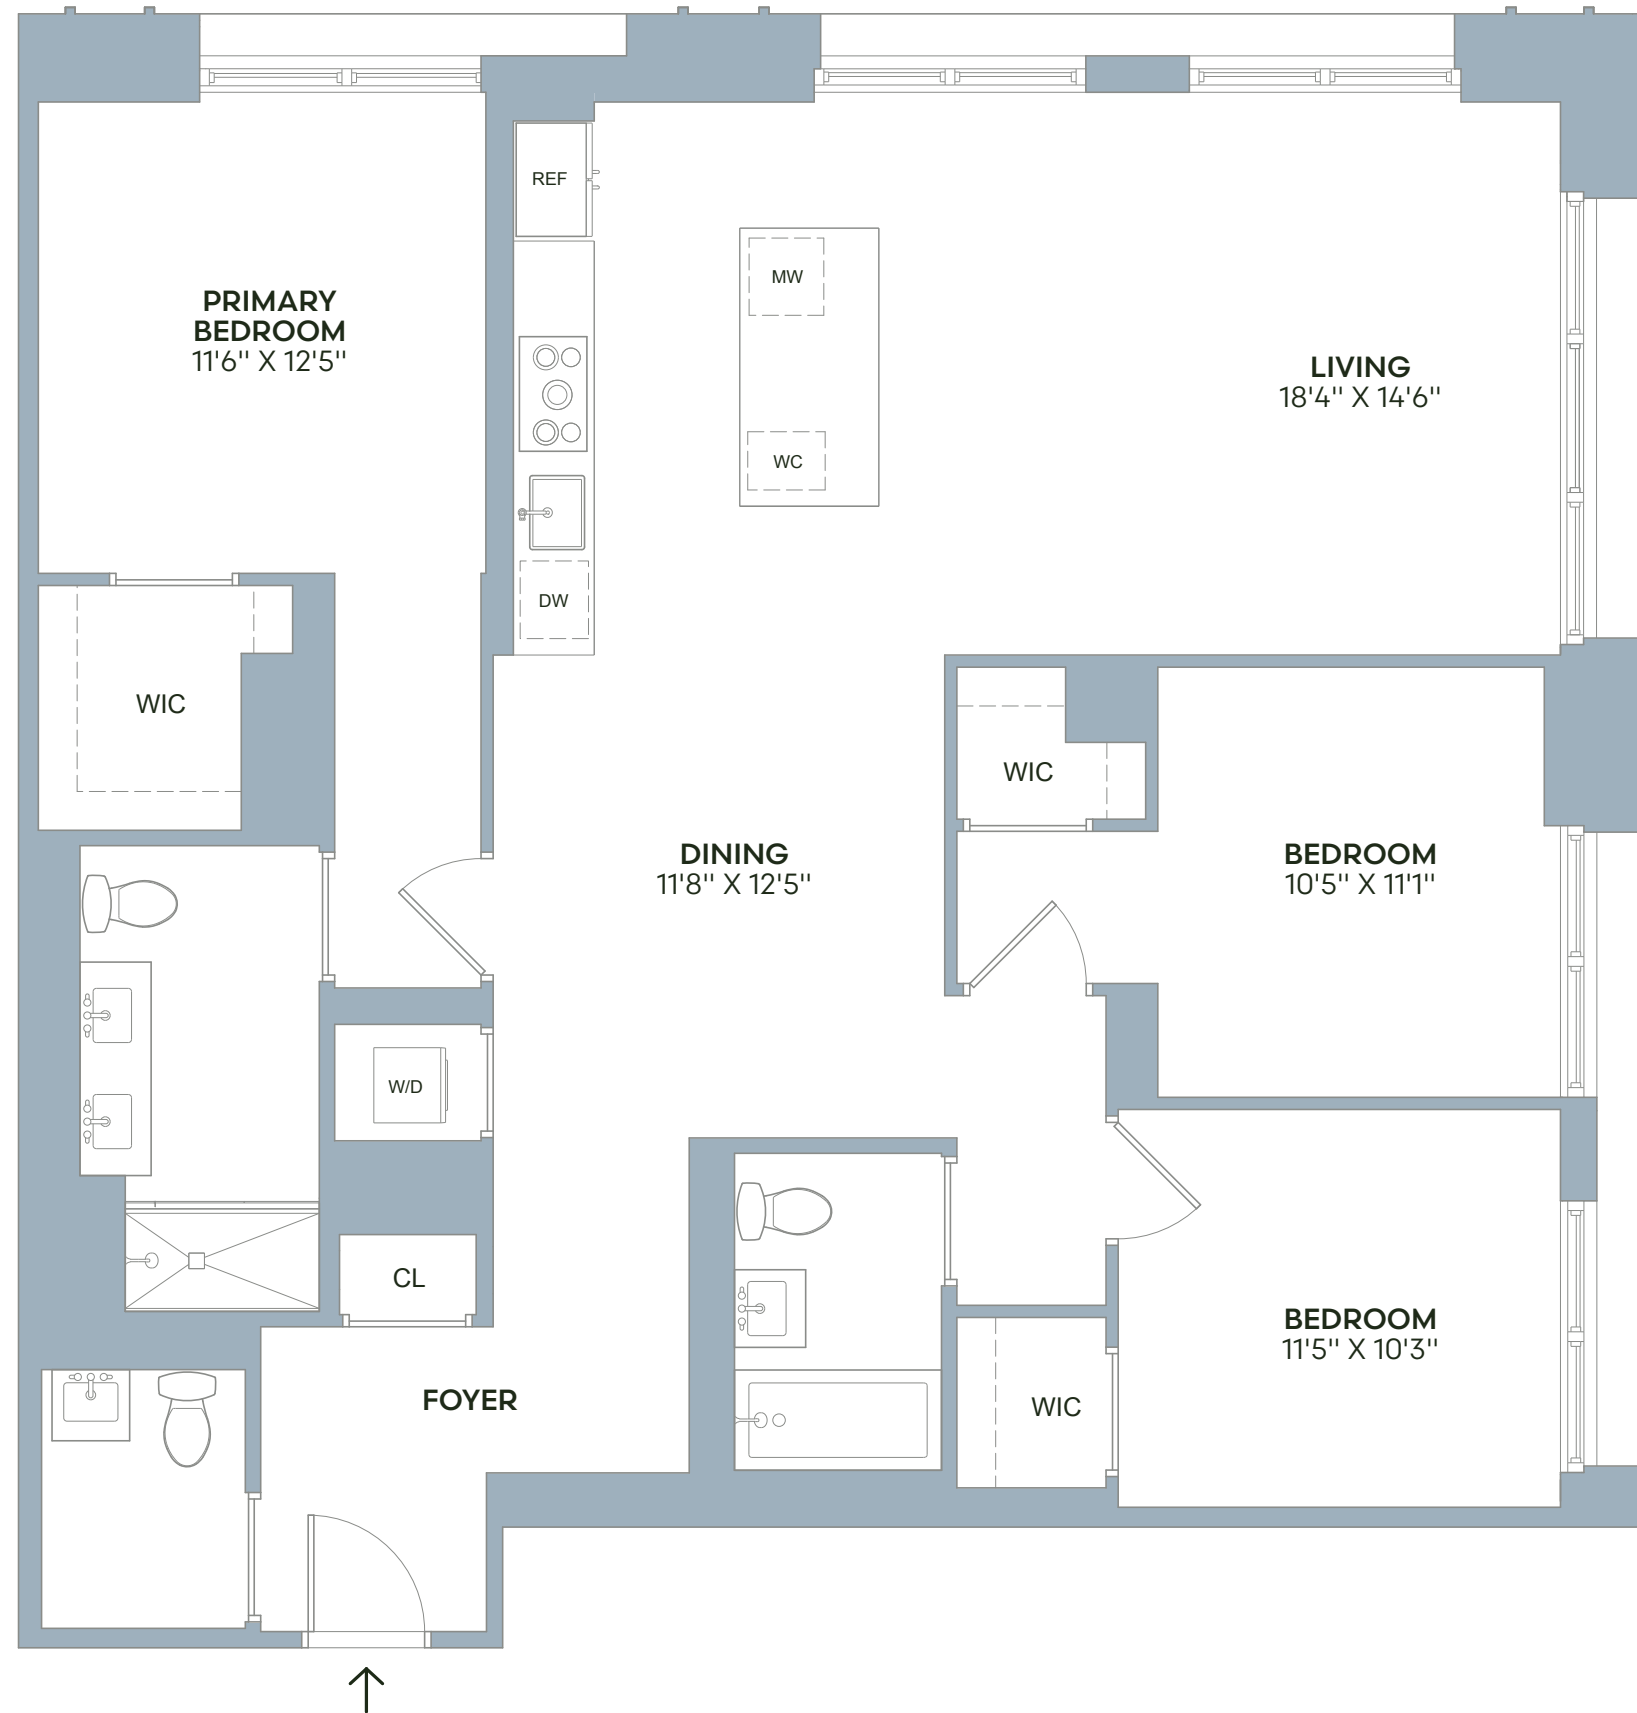 REF
MW
PRIMARY
BEDROOM
11'6" X 12'5"
LIVING
18'4" X 14'6"
WC
DW
WIC
WIC
DINING
11'8" X 12'5"
BEDROOM
10'5" X 11'1"
W/D
CL
BEDROOM
11'5" X 10'3"
FOYER
WIC